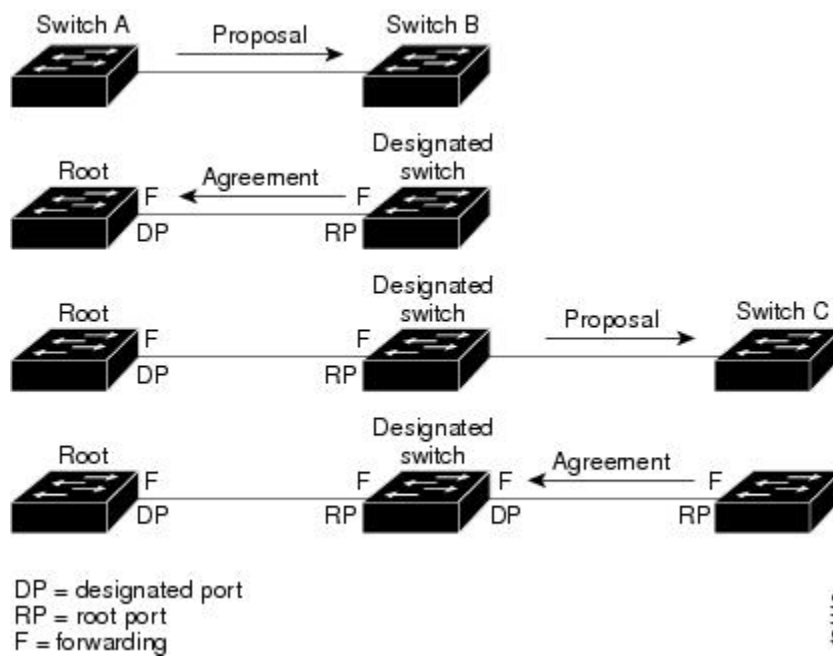 Switch A
Proposal
Switch B
Root
F
Agreement
F
Designated
switch
DP
RP
Root
F
F
Designated
switch
Proposal
Switch C
DP
RP
Root
F
F
Designated
switch
F
Agreement
F
DP
RP
DP
RP
DP = designated port
RP = root port
F = forwarding